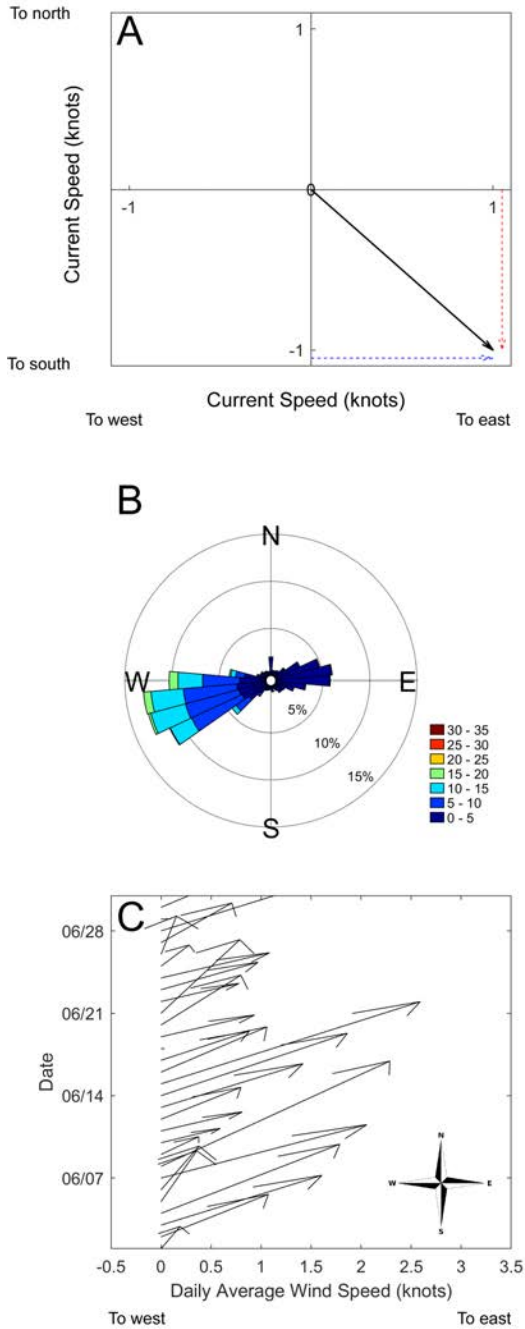 To north
A
1
Current Speed (knots)
-1
0
1
-1
To south
Current Speed (knots)
To west
To east
B
N
W
E
S
5%
10%
15%
30 - 35
25 - 30
20 - 25
15 - 20
10 - 15
5 - 10
0 - 5
C
06/28
06/21
06/14
06/07
Date
N
W
E
S
-0.5
0
0.5
1
1.5
2
2.5
3
3.5
Daily Average Wind Speed (knots)
To west
To east